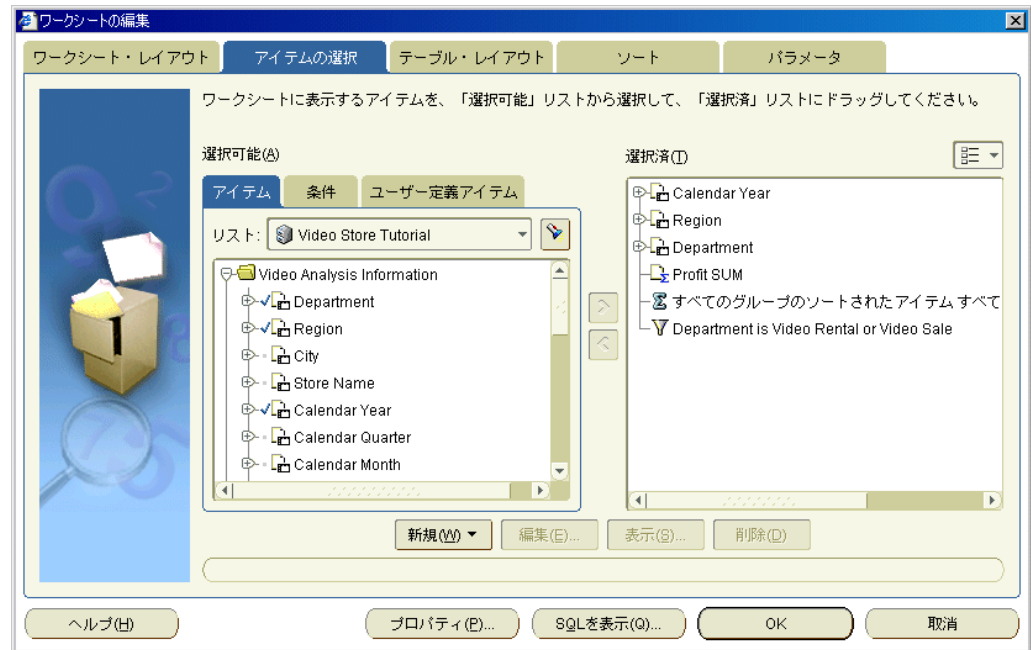 ワークシートの編集
ワークシート・レイアウト
アイテムの選択
テーブル・レイアウト
ソート
パラメータ
ワークシートに表示するアイテムを、「選択可能」リストから選択して、「選択済」リストにドラッグしてください。
選択可能(A)
アイテム
条件
ユーザー定義アイテム
リスト: Video Store Tutorial
Video Analysis Information
Department
Region
City
Store Name
Calendar Year
Calendar Quarter
Calendar Month
選択済(T)
Calendar Year
Region
Department
Profit SUM
すべてのグループのソートされたアイテム すべて
Department is Video Rental or Video Sale
新規(W)
編集(E)...
表示(S)...
削除(D)
ヘルプ(H)
プロパティ(P)...
SQLを表示(Q)...
OK
取消